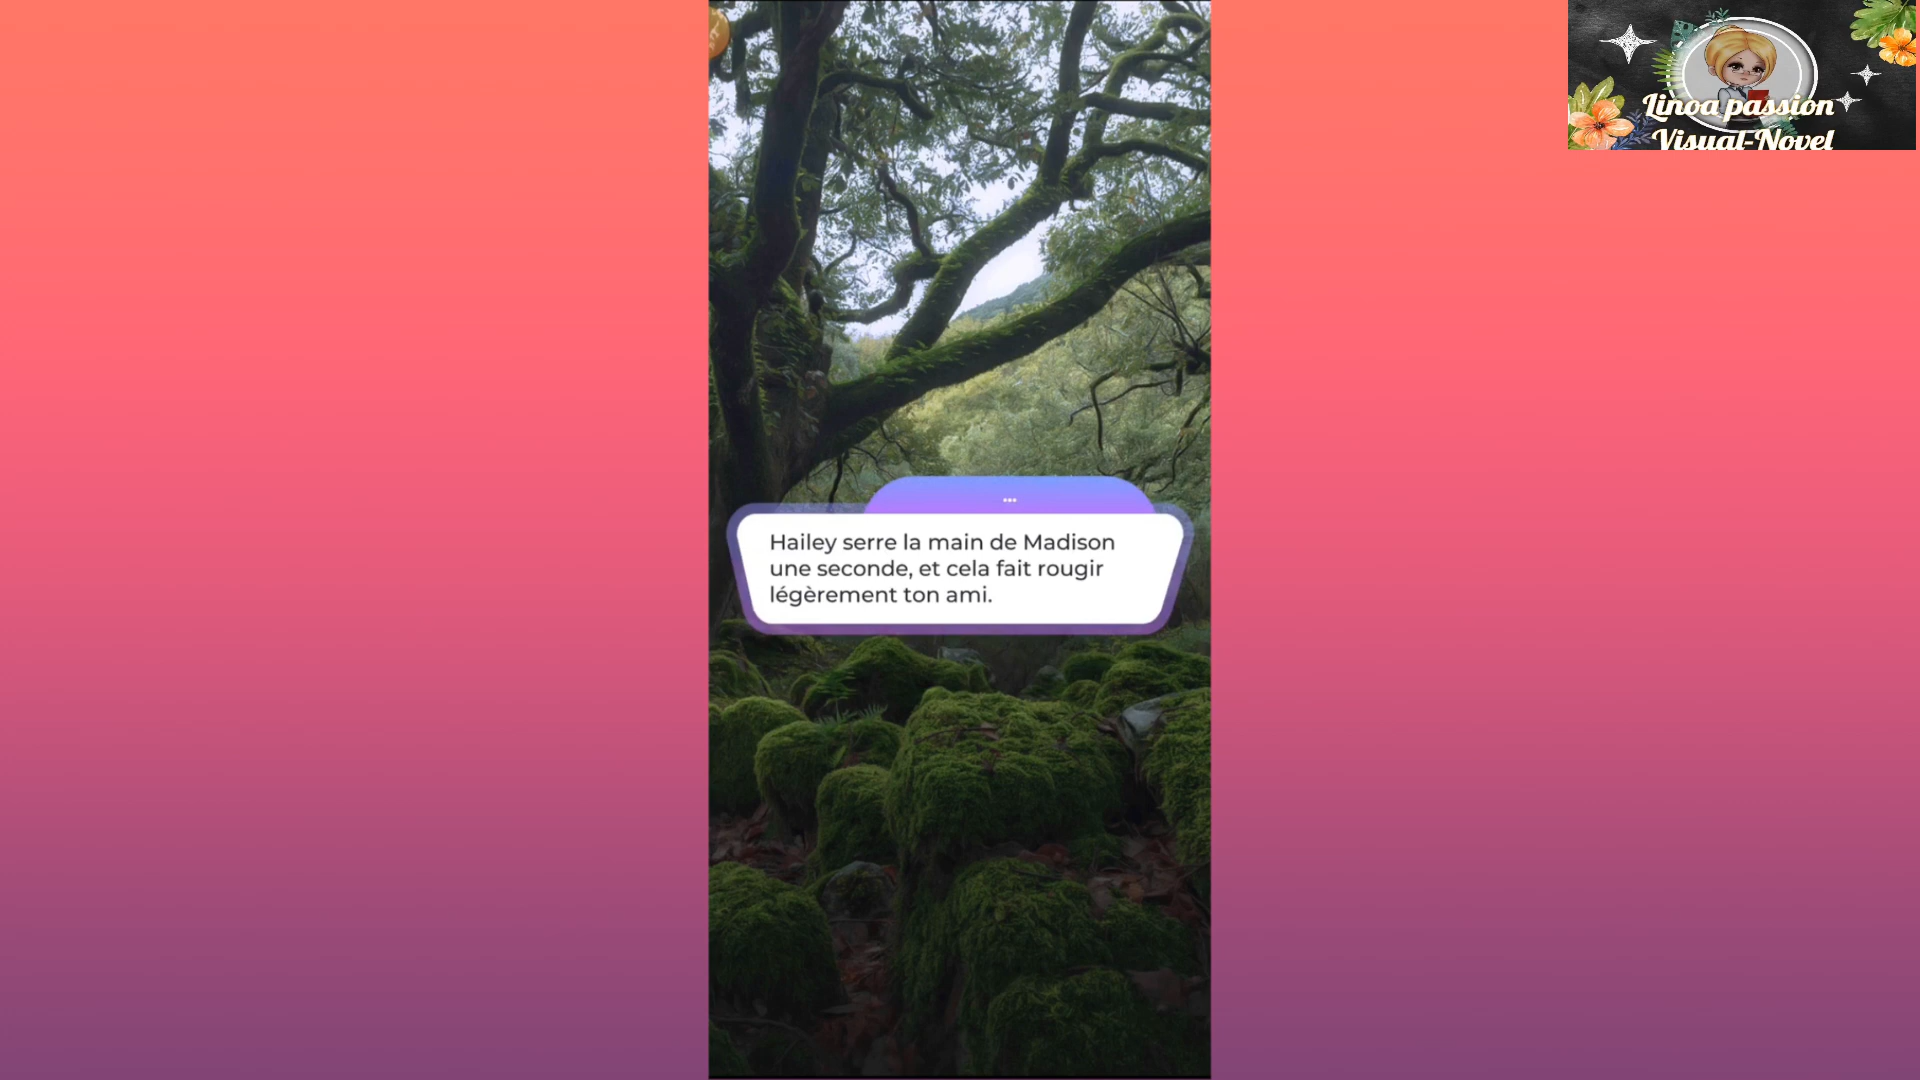 Linoa passion
Visual-Novel
...
Hailey serre la main de Madison
une seconde, et cela fait rougir
légèrement ton ami.